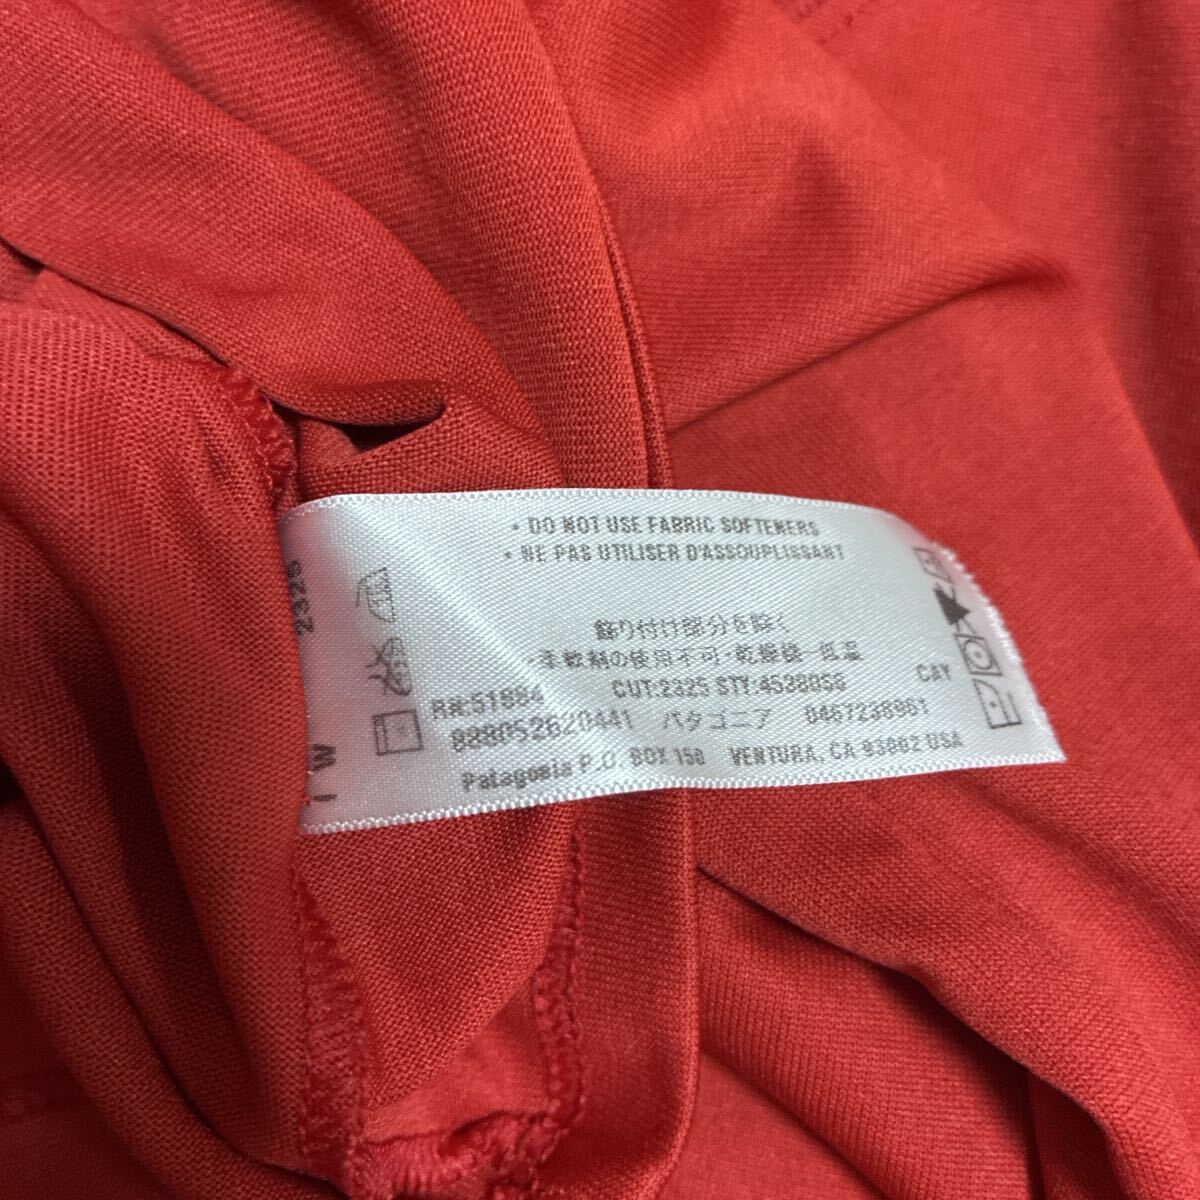 • DO NOT USE FABRIC SOFTENERS
• NE PAS UTILISER D'ASSOUPLISSANT
飾り付け部分を除く
・柔軟剤の使用不可・乾燥機 低温
RN:51884 CUT:2325 STY:4538058 CAY
888052620441 パタゴニア 0467238961
Patagonia P.O. BOX 150 VENTURA, CA 93002 USA
2325
W